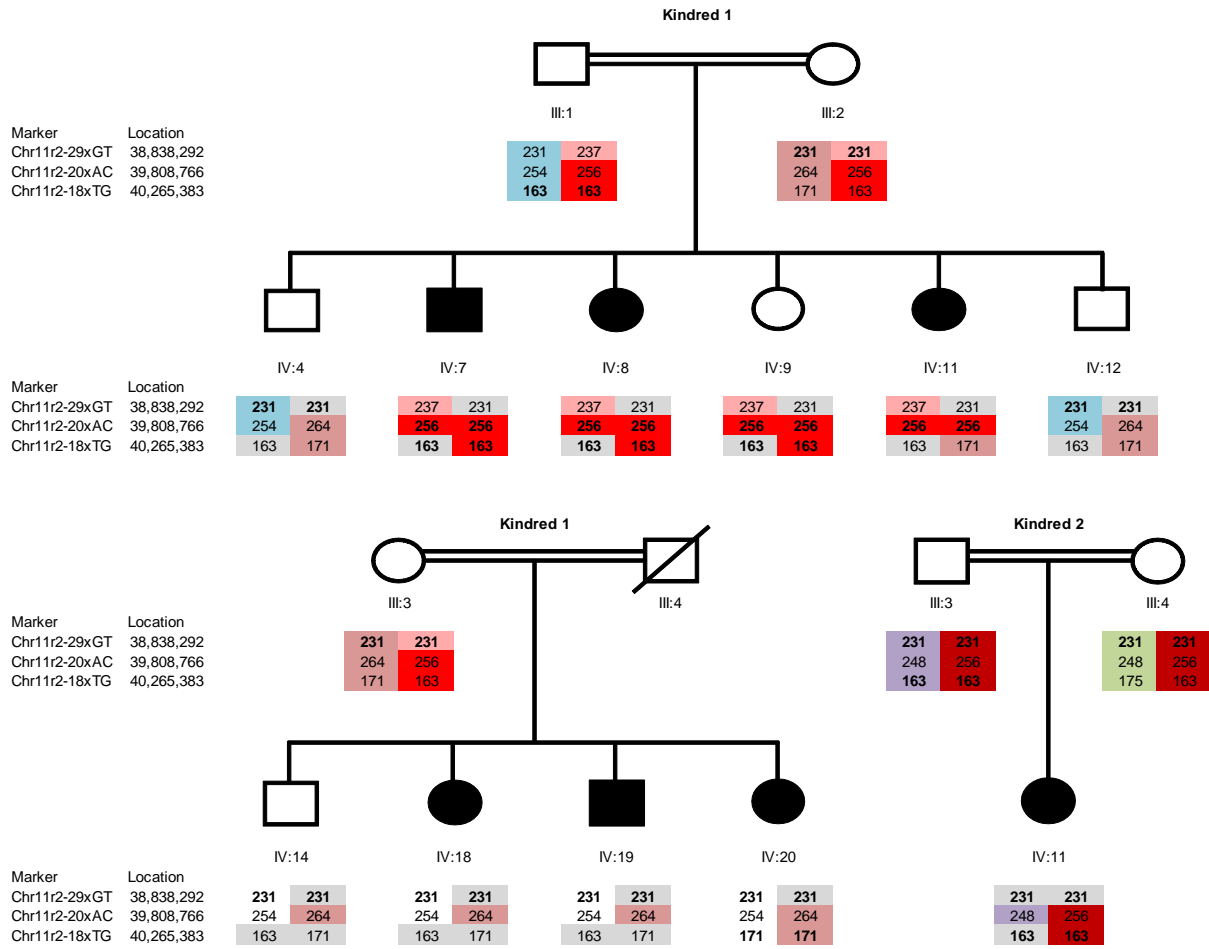 Kindred 1
III:1 III:2
Marker Location
Chr11r2-29xGT 38,838,292 231 237 231 231
Chr11r2-20xAC 39,808,766 254 256 264 256
Chr11r2-18xTG 40,265,383 163 163 171 163
IV:4 IV:7 IV:8 IV:9 IV:11 IV:12
Marker Location
Chr11r2-29xGT 38,838,292 231 231 237 231 237 231 237 231 237 231 231 231
Chr11r2-20xAC 39,808,766 254 264 256 256 256 256 256 256 256 256 254 264
Chr11r2-18xTG 40,265,383 163 171 163 163 163 163 163 163 163 171 163 171
Kindred 1 Kindred 2
III:3 III:4 III:3 III:4
Marker Location
Chr11r2-29xGT 38,838,292 231 231 231 231 231 231
Chr11r2-20xAC 39,808,766 264 256 248 256 248 256
Chr11r2-18xTG 40,265,383 171 163 163 163 175 163
IV:14 IV:18 IV:19 IV:20 IV:11
Marker Location
Chr11r2-29xGT 38,838,292 231 231 231 231 231 231 231 231 231 231
Chr11r2-20xAC 39,808,766 254 264 254 264 254 264 254 264 248 256
Chr11r2-18xTG 40,265,383 163 171 163 171 163 171 171 171 163 163